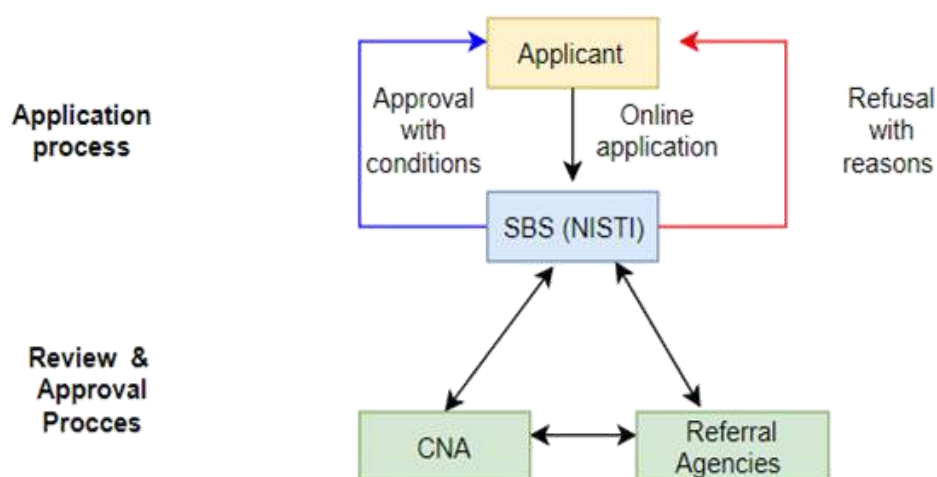 Applicant
Application
process
Approval
with
conditions
Online
application
Refusal
with
reasons
SBS (NISTI)
Review &
Approval
Procces
CNA
Referral
Agencies